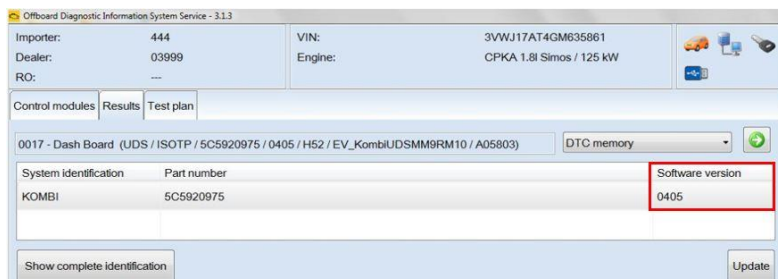 Offboard Diagnostic Information System Service - 3.1.3
Importer: 444 VIN: 3VWJ17AT4GM635861
Dealer: 03999 Engine: CPKA 1.8l Simos / 125 kW
RO: ---
Control modules Results Test plan
0017 - Dash Board (UDS / ISOTP / 5C5920975 / 0405 / H52 / EV_KombiUDSMM9RM10 / A05803) DTC memory
System identification Part number Software version
KOMBI 5C5920975 0405
Show complete identification Update